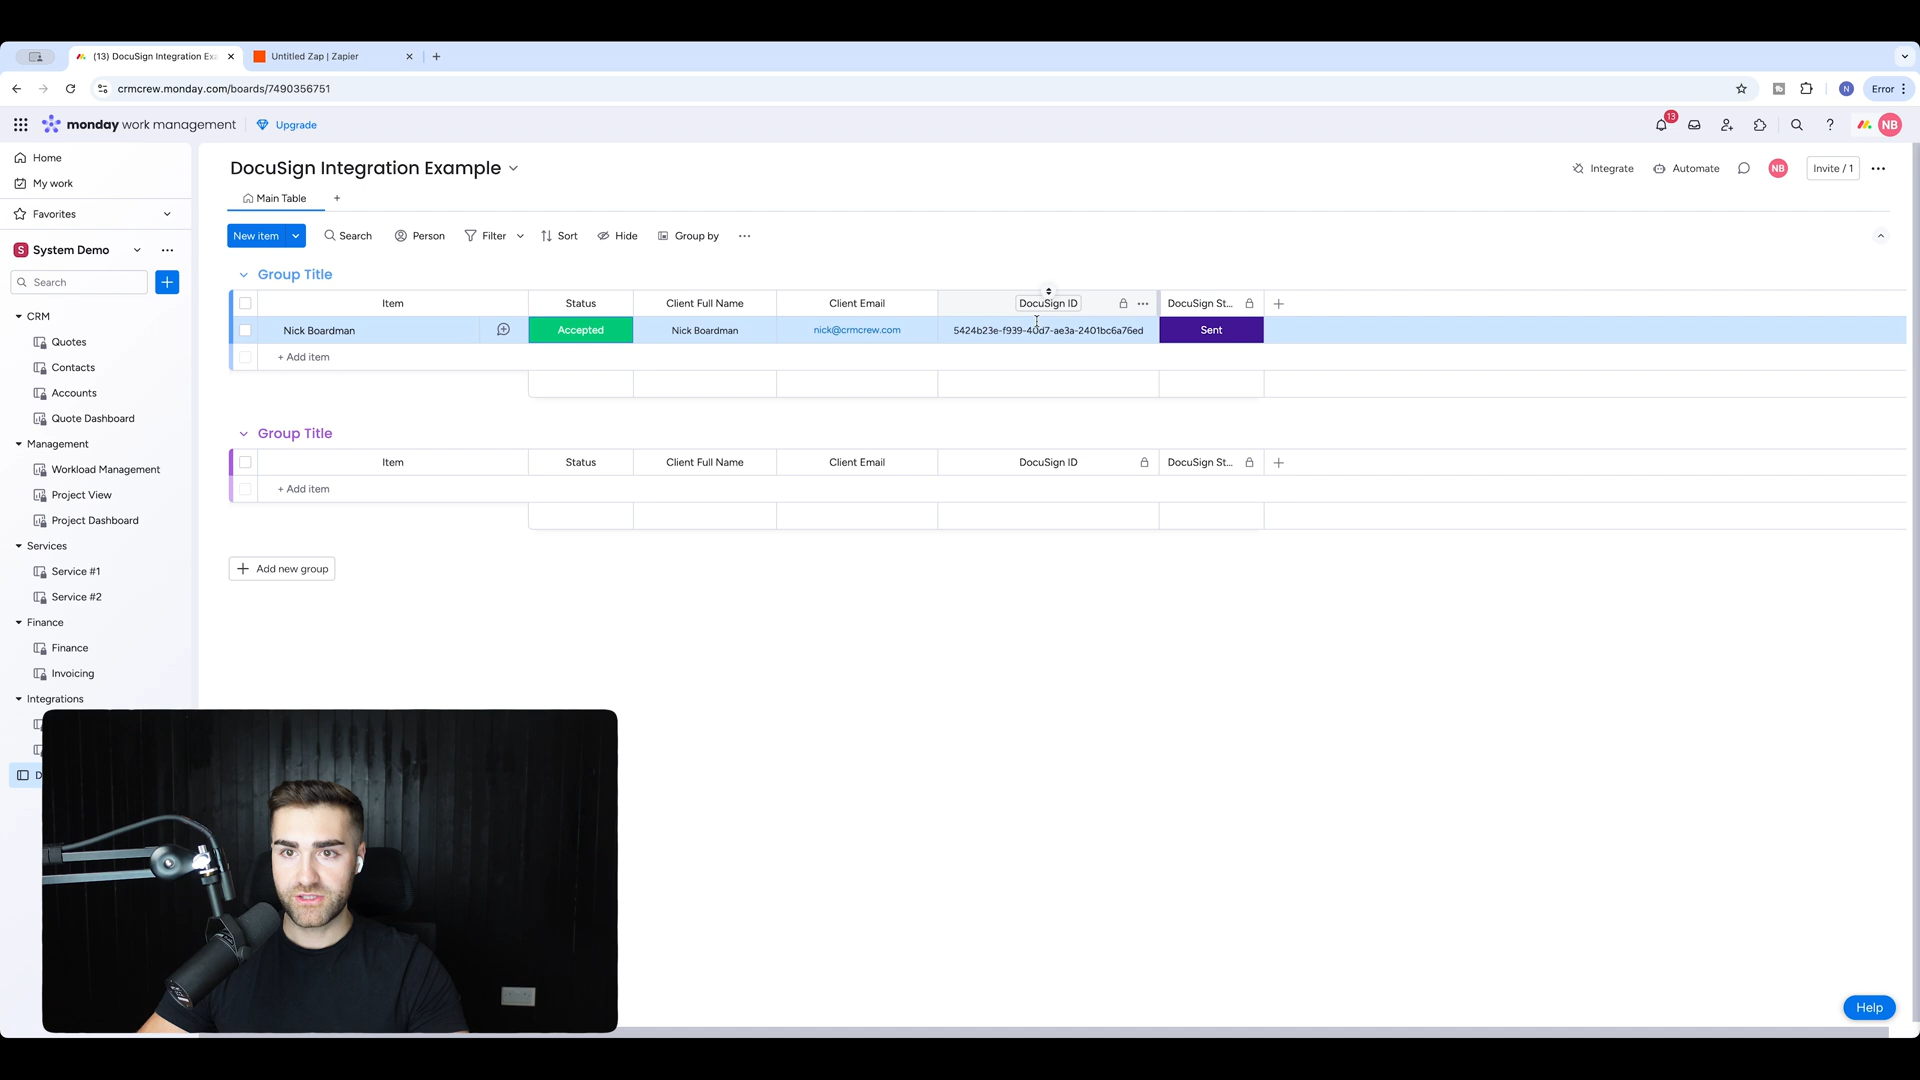 (13) DocuSign Integration Exa
Untitled Zap | Zapier
crmcrew.monday.com/boards/7490356751
N
Error
monday work management
Upgrade
13
NB
Home
My work
Favorites
S
System Demo
Search
CRM
Quotes
Contacts
Accounts
Quote Dashboard
Management
Workload Management
Project View
Project Dashboard
Services
Service #1
Service #2
Finance
Finance
Invoicing
Integrations
D
DocuSign Integration Example
Integrate
Automate
NB
Invite / 1
Main Table
New item
Search
Person
Filter
Sort
Hide
Group by
Group Title
Item Status Client Full Name Client Email DocuSign ID DocuSign St...
Nick Boardman Accepted Nick Boardman nick@crmcrew.com 5424b23e-f939-40d7-ae3a-2401bc6a76ed Sent
+ Add item
Group Title
Item Status Client Full Name Client Email DocuSign ID DocuSign St...
+ Add item
Add new group
Help